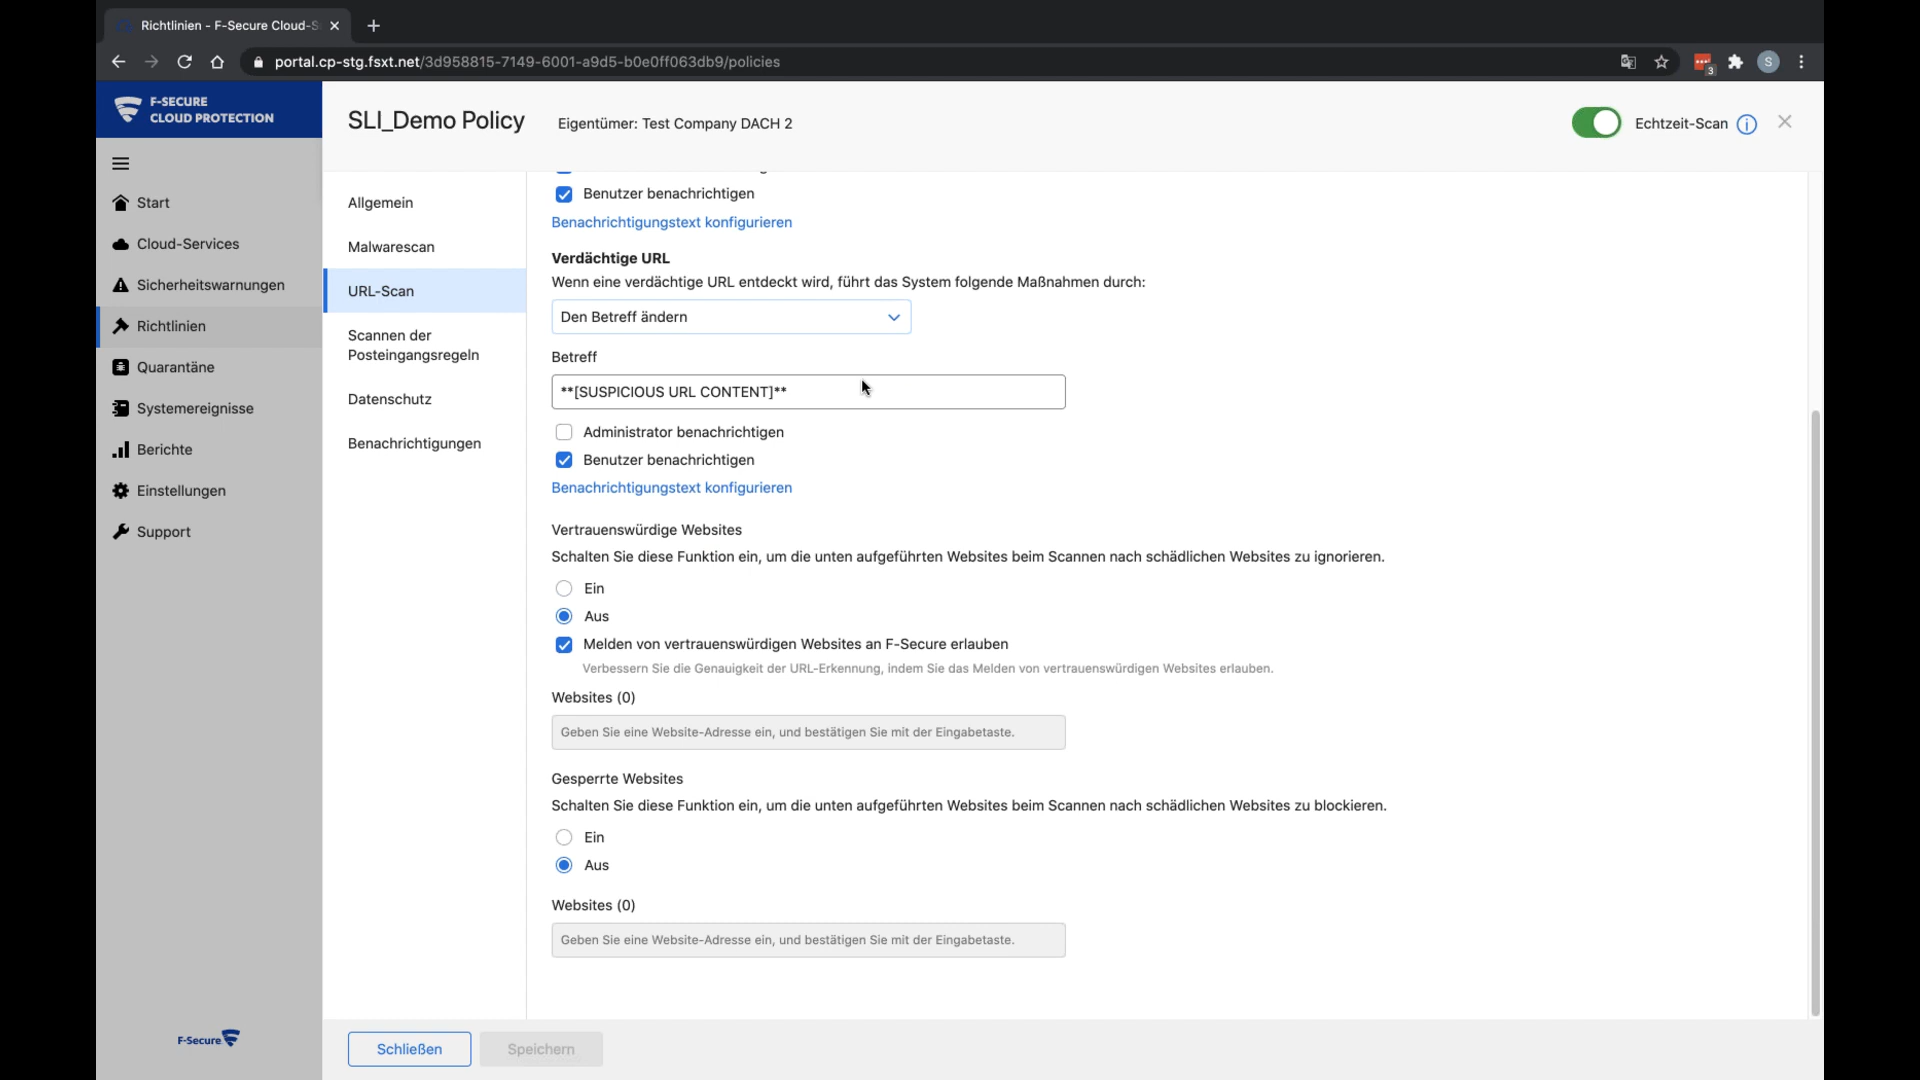 Richtlinien - F-Secure Cloud-S
portal.cp-stg.fsxt.net/3d958815-7149-6001-a9d5-b0e0ff063db9/policies
3
S
F-SECURE
CLOUD PROTECTION
SLI_Demo Policy
Eigentümer: Test Company DACH 2
Echtzeit-Scan
Start
Cloud-Services
Sicherheitswarnungen
Richtlinien
Quarantäne
Systemereignisse
Berichte
Einstellungen
Support
F-Secure
Allgemein
Malwarescan
URL-Scan
Scannen der
Posteingangsregeln
Datenschutz
Benachrichtigungen
Benutzer benachrichtigen
Benachrichtigungstext konfigurieren
Verdächtige URL
Wenn eine verdächtige URL entdeckt wird, führt das System folgende Maßnahmen durch:
Den Betreff ändern
Betreff
**[SUSPICIOUS URL CONTENT]**
Administrator benachrichtigen
Benutzer benachrichtigen
Benachrichtigungstext konfigurieren
Vertrauenswürdige Websites
Schalten Sie diese Funktion ein, um die unten aufgeführten Websites beim Scannen nach schädlichen Websites zu ignorieren.
Ein
Aus
Melden von vertrauenswürdigen Websites an F-Secure erlauben
Verbessern Sie die Genauigkeit der URL-Erkennung, indem Sie das Melden von vertrauenswürdigen Websites erlauben.
Websites (0)
Geben Sie eine Website-Adresse ein, und bestätigen Sie mit der Eingabetaste.
Gesperrte Websites
Schalten Sie diese Funktion ein, um die unten aufgeführten Websites beim Scannen nach schädlichen Websites zu blockieren.
Ein
Aus
Websites (0)
Geben Sie eine Website-Adresse ein, und bestätigen Sie mit der Eingabetaste.
Schließen
Speichern